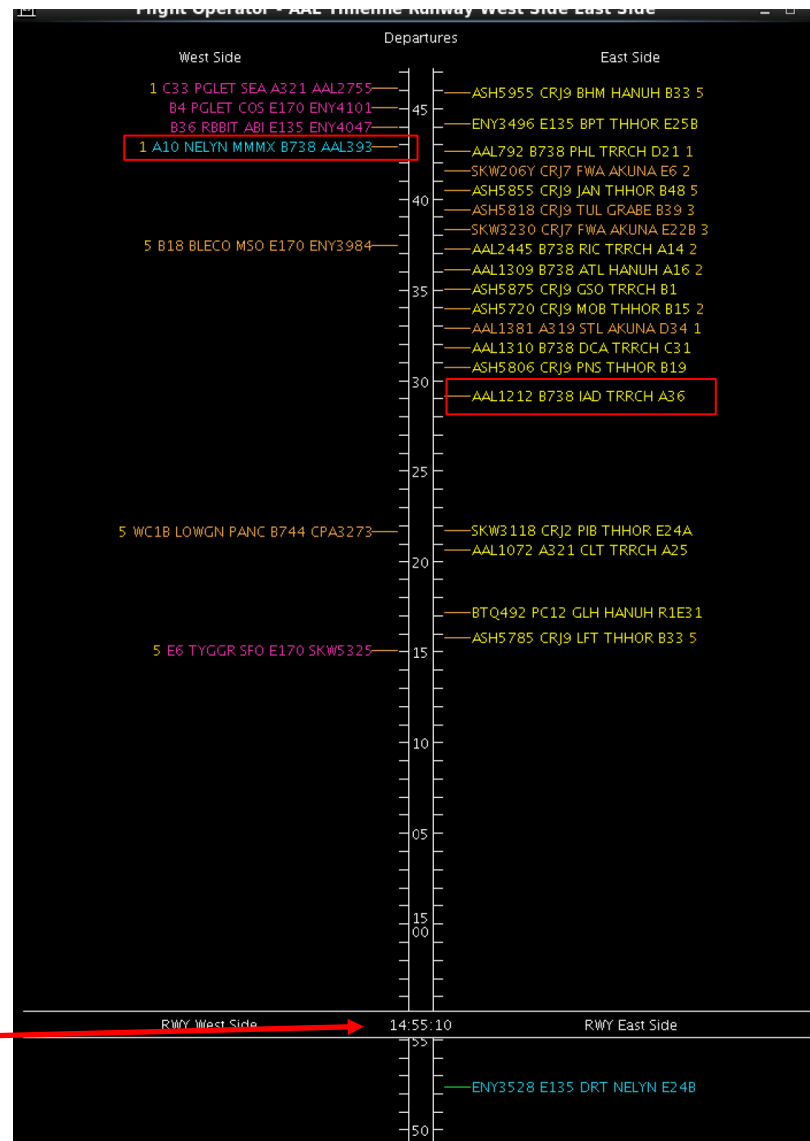 Flight Operator - AAL Timeline Runway West Side East Side
Departures
West Side East Side
1 C33 PGLET SEA A321 AAL2755
ASH5955 CRJ9 BHM HANUH B33 5
B4 PGLET COS E170 ENY4101
45
B36 RBBIT ABI E135 ENY4047
ENY3496 E135 BPT THHOR E25B
1 A10 NELYN MMMX B738 AAL393
AAL792 B738 PHL TRRCH D21 1
SKW206Y CRJ7 FWA AKUNA E6 2
ASH5855 CRJ9 JAN THHOR B48 5
40
ASH5818 CRJ9 TUL GRABE B39 3
SKW3230 CRJ7 FWA AKUNA E22B 3
5 B18 BLECO MSO E170 ENY3984
AAL2445 B738 RIC TRRCH A14 2
AAL1309 B738 ATL HANUH A16 2
35
ASH5875 CRJ9 GSO TRRCH B1
ASH5720 CRJ9 MOB THHOR B15 2
AAL1381 A319 STL AKUNA D34 1
AAL1310 B738 DCA TRRCH C31
ASH5806 CRJ9 PNS THHOR B19
30
AAL1212 B738 IAD TRRCH A36
25
5 WC1B LOWGN PANC B744 CPA3273
SKW3118 CRJ2 PIB THHOR E24A
AAL1072 A321 CLT TRRCH A25
20
BTQ492 PC12 GLH HANUH R1E31
ASH5785 CRJ9 LFT THHOR B33 5
5 E6 TYGGR SFO E170 SKW5325
15
10
05
15
00
RWY West Side 14:55:10 RWY East Side
55
ENY3528 E135 DRT NELYN E24B
50